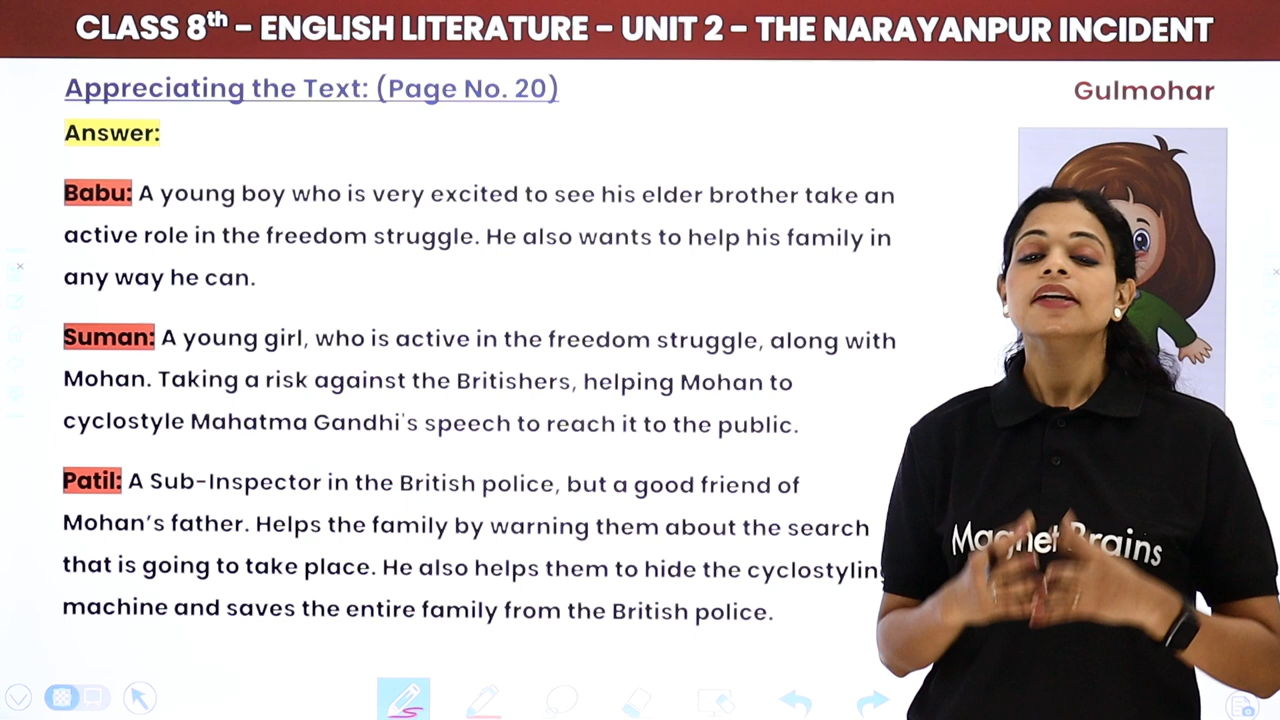 CLASS 8th - ENGLISH LITERATURE - UNIT 2 - THE NARAYANPUR INCIDENT
Appreciating the Text: (Page No. 20)
Gulmohar
Answer:
Babu: A young boy who is very excited to see his elder brother take an
active role in the freedom struggle. He also wants to help his family in
any way he can.
Suman: A young girl, who is active in the freedom struggle, along with
Mohan. Taking a risk against the Britishers, helping Mohan to
cyclostyle Mahatma Gandhi's speech to reach it to the public.
Patil: A Sub-Inspector in the British police, but a good friend of
Mohan's father. Helps the family by warning them about the search
that is going to take place. He also helps them to hide the cyclostyling
machine and saves the entire family from the British police.
Magnet Brains